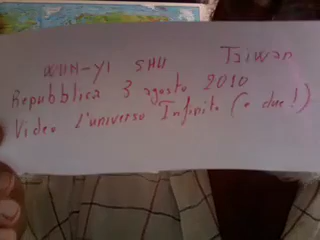 WUN-YI SHU Taiwan
Repubblica 3 agosto 2010
Video L'universo Infinito (a due!)